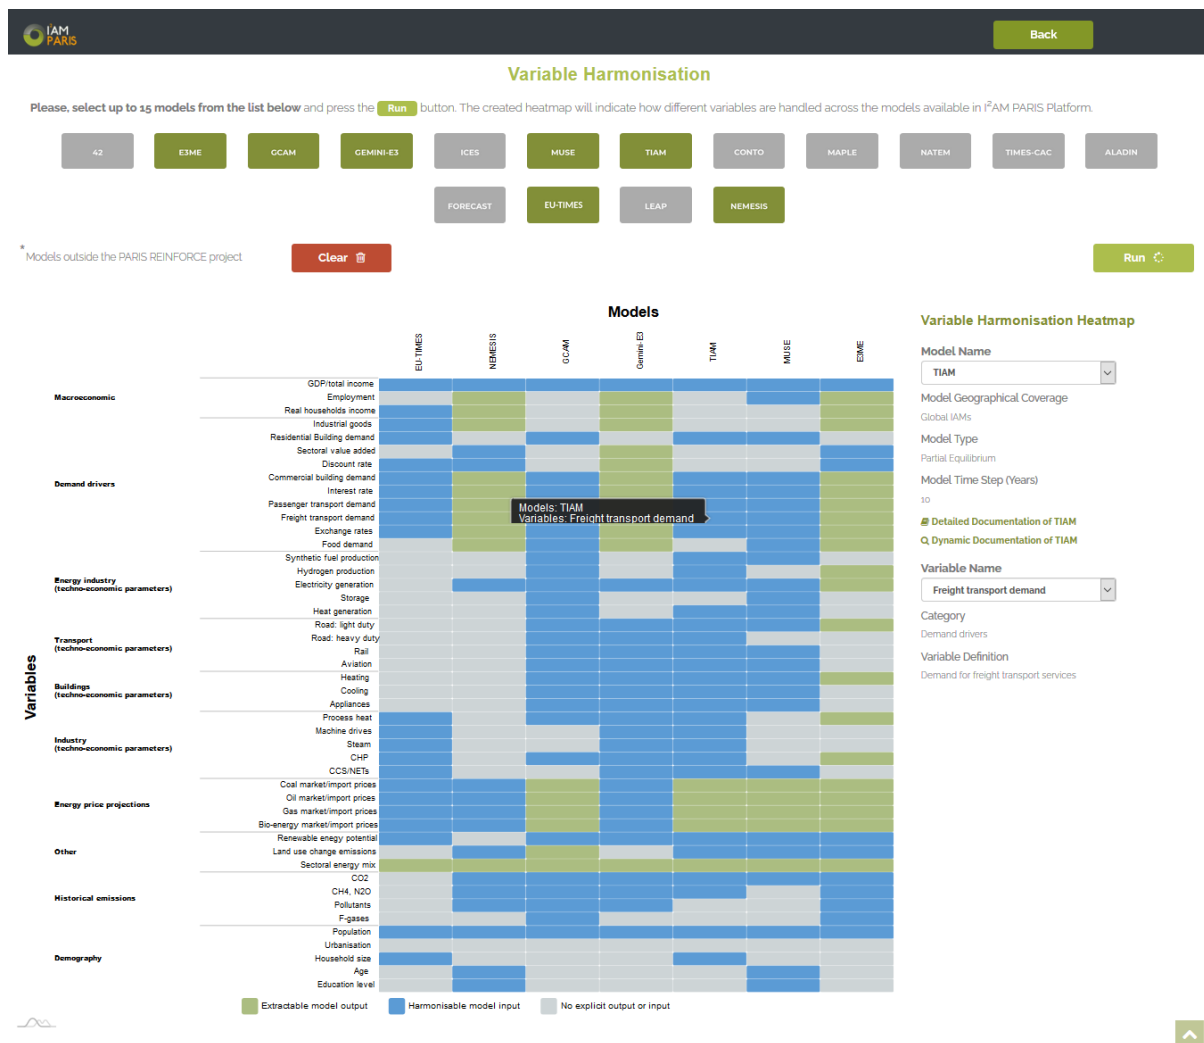 I²AM
PARIS
Back
Variable Harmonisation
Please, select up to 15 models from the list below and press the Run button. The created heatmap will indicate how different variables are handled across the models available in I²AM PARIS Platform.
42 E3ME GCAM GEMINI-E3 ICES MUSE TIAM CONTO MAPLE NATEM TIMES-CAC ALADIN
FORECAST EU-TIMES LEAP NEMESIS
* Models outside the PARIS REINFORCE project
Clear
Run
Models
EU-TIMES NEMESIS GCAM Gemini-E3 TIAM MUSE E3ME
Variables
Macroeconomic
GDP/total income
Employment
Real households income
Demand drivers
Industrial goods
Residential Building demand
Sectoral value added
Discount rate
Commercial building demand
Interest rate
Passenger transport demand
Freight transport demand
Exchange rates
Food demand
Models: TIAM
Variables: Freight transport demand
Energy industry
(techno-economic parameters)
Synthetic fuel production
Hydrogen production
Electricity generation
Storage
Heat generation
Transport
(techno-economic parameters)
Road: light duty
Road: heavy duty
Rail
Aviation
Buildings
(techno-economic parameters)
Heating
Cooling
Appliances
Industry
(techno-economic parameters)
Process heat
Machine drives
Steam
CHP
CCS/NETs
Energy price projections
Coal market/import prices
Oil market/import prices
Gas market/import prices
Bio-energy market/import prices
Other
Renewable enegy potential
Land use change emissions
Sectoral energy mix
Historical emissions
CO2
CH4, N2O
Pollutants
F-gases
Demography
Population
Urbanisation
Household size
Age
Education level
Extractable model output
Harmonisable model input
No explicit output or input
Variable Harmonisation Heatmap
Model Name
TIAM
Model Geographical Coverage
Global IAMs
Model Type
Partial Equilibrium
Model Time Step (Years)
10
Detailed Documentation of TIAM
Dynamic Documentation of TIAM
Variable Name
Freight transport demand
Category
Demand drivers
Variable Definition
Demand for freight transport services